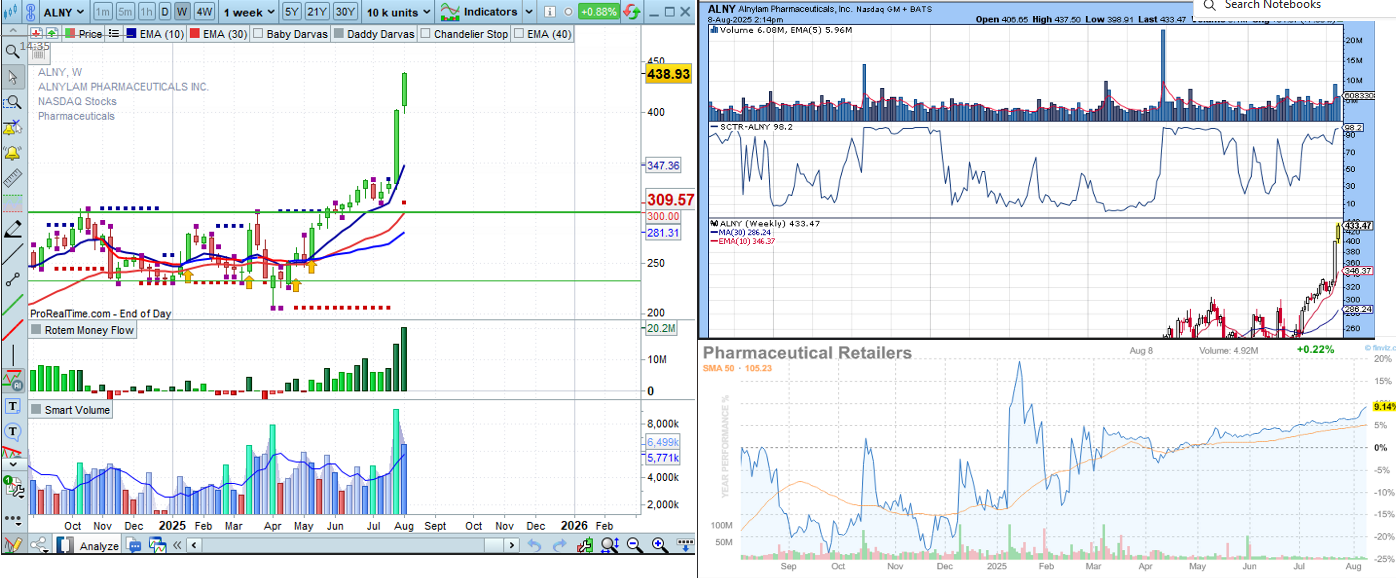 ALNY
1m
5m
1h
D
W
4W
1 week
5Y
21Y
30Y
10 k units
Indicators
+0.88%
Price
EMA (10)
EMA (30)
Baby Darvas
Daddy Darvas
Chandelier Stop
EMA (40)
14:35
ALNY, W
ALNYLAM PHARMACEUTICALS INC.
NASDAQ Stocks
Pharmaceuticals
450
438.93
400
347.36
309.57
300.00
281.31
250
200
ProRealTime.com - End of Day
Rotem Money Flow
20.2M
10M
0
Smart Volume
8,000k
6,499k
5,771k
4,000k
2,000k
Oct
Nov
Dec
2025
Feb
Mar
Apr
May
Jun
Jul
Aug
Sept
Oct
Nov
Dec
2026
Feb
Analyze
Search Notebooks
ALNY Alnylam Pharmaceuticals, Inc. Nasdaq GM + BATS
8-Aug-2025 2:14pm
Open 406.65 High 437.50 Low 398.91 Last 433.47
Volume 6.08M, EMA(5) 5.96M
20M
15M
10M
SCTR-ALNY 98.2
98.2
90
70
50
30
10
ALNY (Weekly) 433.47
MA(30) 286.24
EMA(10) 346.37
433.47
420
400
380
346.37
320
300
286.24
260
Pharmaceutical Retailers
Aug 8
Volume: 4.92M
+0.22%
SMA 50 · 105.23
YEAR PERFORMANCE %
20%
15%
9.14%
5%
0%
-5%
-10%
-15%
-20%
-25%
100M
50M
Sep
Oct
Nov
Dec
2025
Feb
Mar
Apr
May
Jun
Jul
Aug